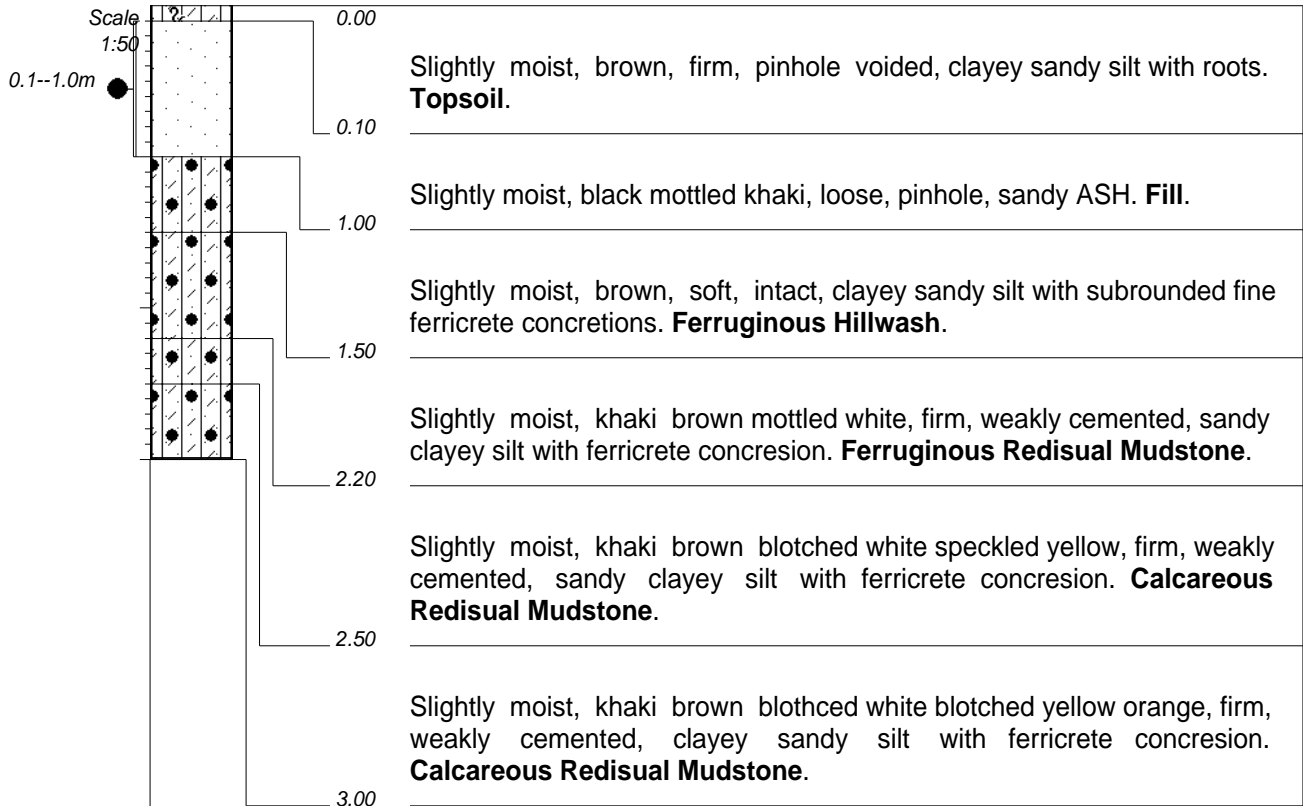 Scale
1:50
0.00
0.1--1.0m
Slightly moist, brown, firm, pinhole voided, clayey sandy silt with roots.
Topsoil.
0.10
Slightly moist, black mottled khaki, loose, pinhole, sandy ASH. Fill.
1.00
Slightly moist, brown, soft, intact, clayey sandy silt with subrounded fine
ferricrete concretions. Ferruginous Hillwash.
1.50
Slightly moist, khaki brown mottled white, firm, weakly cemented, sandy
clayey silt with ferricrete concresion. Ferruginous Redisual Mudstone.
2.20
Slightly moist, khaki brown blotched white speckled yellow, firm, weakly
cemented, sandy clayey silt with ferricrete concresion. Calcareous
Redisual Mudstone.
2.50
Slightly moist, khaki brown blothced white blotched yellow orange, firm,
weakly cemented, clayey sandy silt with ferricrete concresion.
Calcareous Redisual Mudstone.
3.00